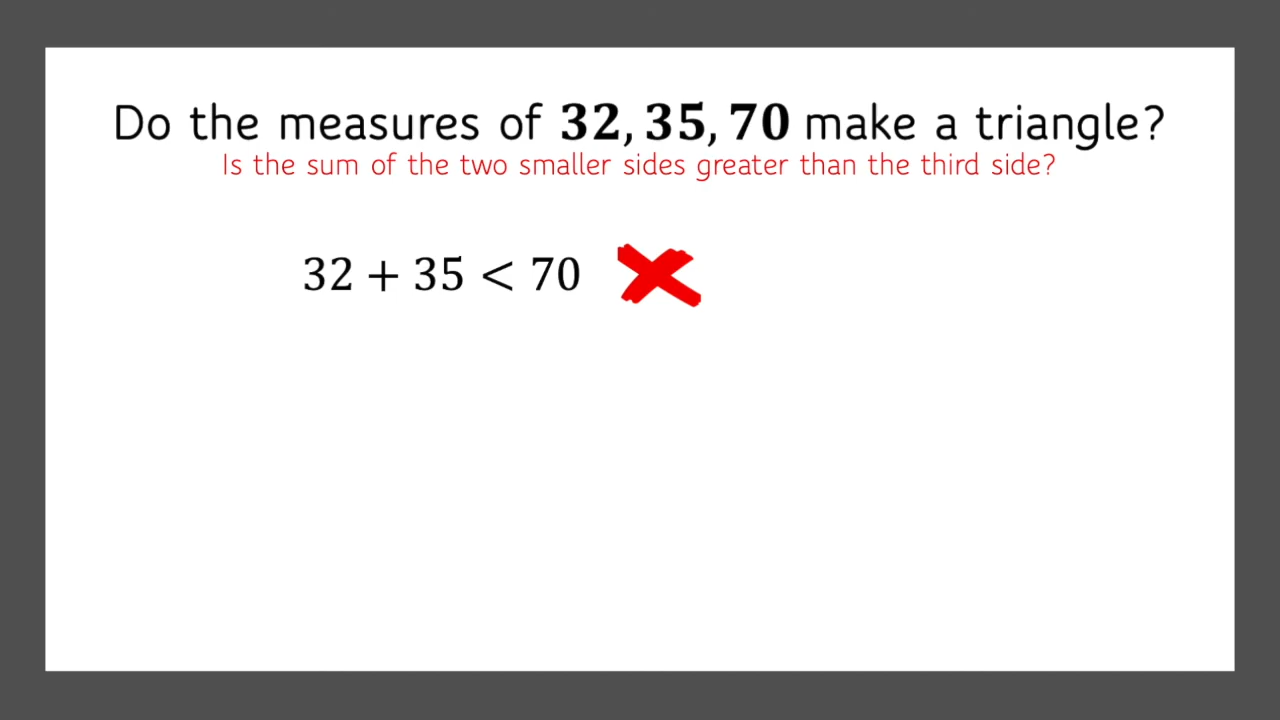 Do the measures of 32, 35, 70 make a triangle?
Is the sum of the two smaller sides greater than the third side?
32 + 35 < 70